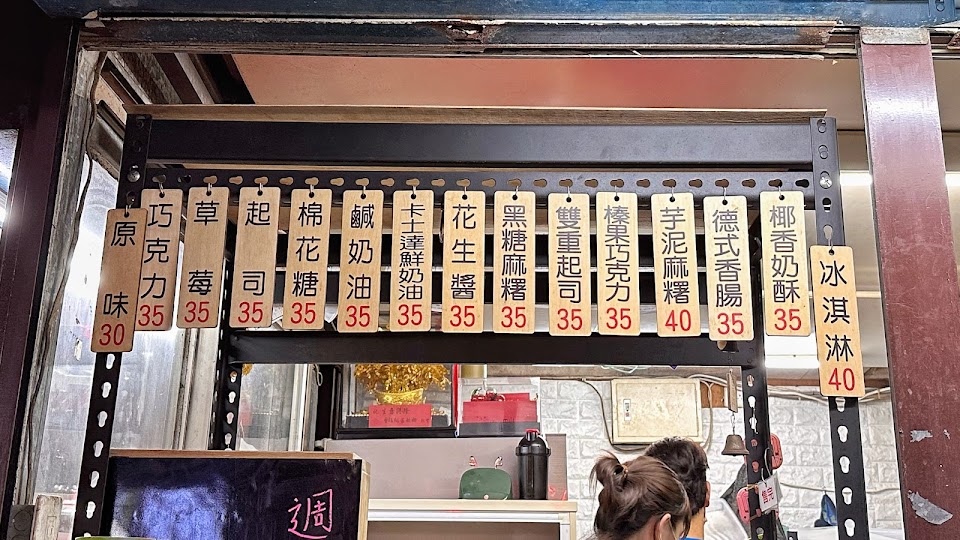 原味
30
巧克力
35
草莓
35
起司
35
棉花糖
35
鹹奶油
35
卡士達鮮奶油
35
花生醬
35
黑糖麻糬
35
雙重起司
35
榛果巧克力
35
芋泥麻糬
40
德式香腸
35
椰香奶酥
35
冰淇淋
40
週
售完